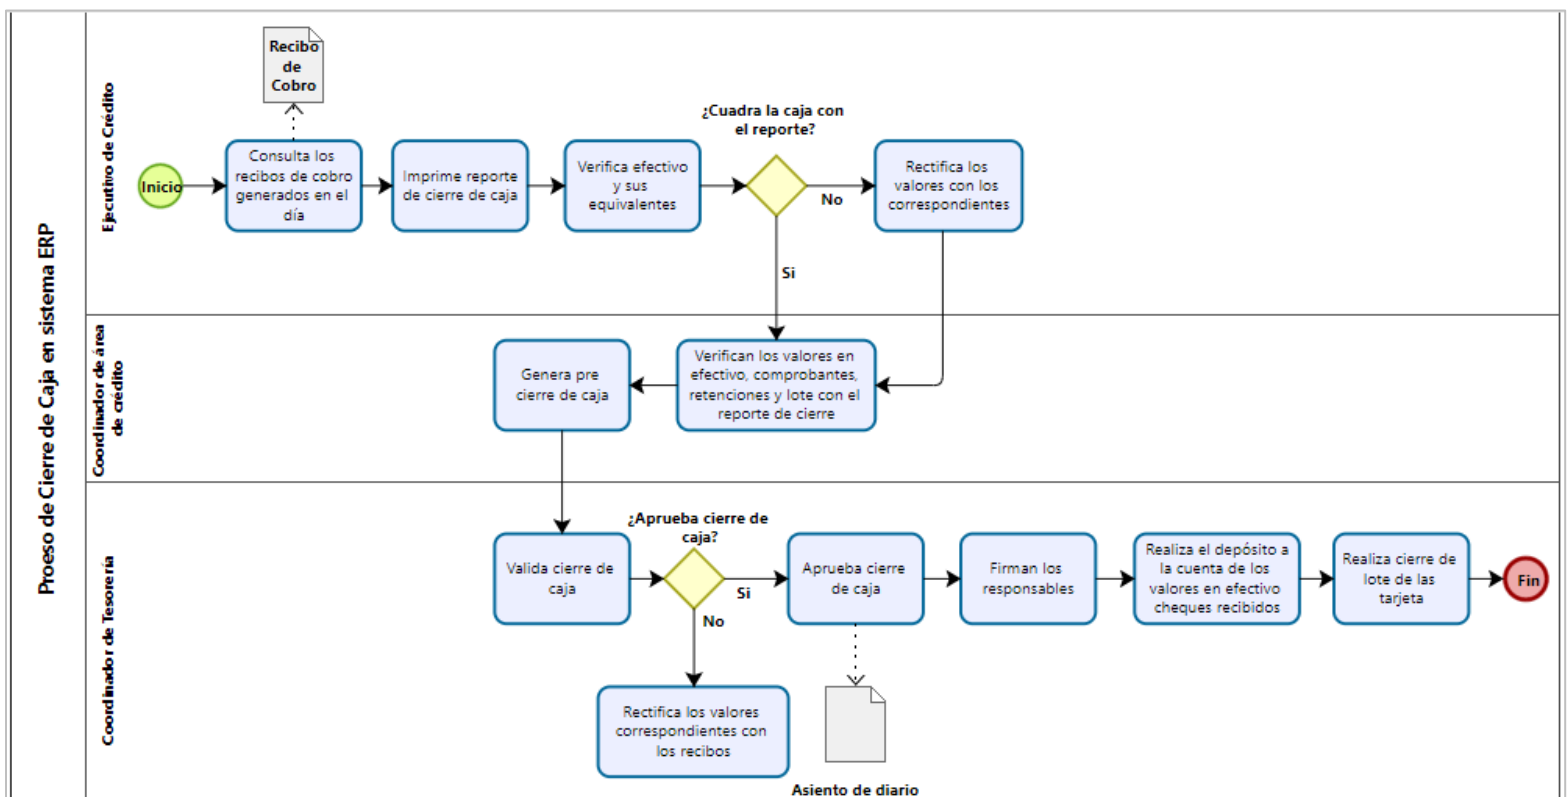 Proeso de Cierre de Caja en sistema ERP
Ejecutivo de Crédito
Recibo
de
Cobro
Inicio
Consulta los
recibos de cobro
generados en el
día
Imprime reporte
de cierre de caja
Verifica efectivo
y sus
equivalentes
¿Cuadra la caja con
el reporte?
No
Si
Rectifica los
valores con los
correspondientes
Coordinador de área
de crédito
Genera pre
cierre de caja
Verifican los valores en
efectivo, comprobantes,
retenciones y lote con el
reporte de cierre
Coordinador de Tesorería
Valida cierre de
caja
¿Aprueba cierre de
caja?
Si
No
Aprueba cierre
de caja
Firman los
responsables
Realiza el depósito a
la cuenta de los
valores en efectivo
cheques recibidos
Realiza cierre de
lote de las
tarjeta
Fin
Rectifica los valores
correspondientes con
los recibos
Asiento de diario